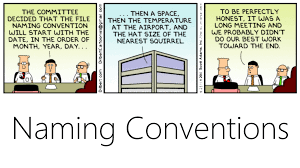 THE COMMITTEE
DECIDED THAT THE FILE
NAMING CONVENTION
WILL START WITH THE
DATE, IN THE ORDER OF
MONTH, YEAR, DAY...
... THEN A SPACE,
THEN THE TEMPERATURE
AT THE AIRPORT, AND
THE HAT SIZE OF THE
NEAREST SQUIRREL.
TO BE PERFECTLY
HONEST, IT WAS A
LONG MEETING AND
WE PROBABLY DIDN'T
DO OUR BEST WORK
TOWARD THE END.
Naming Conventions